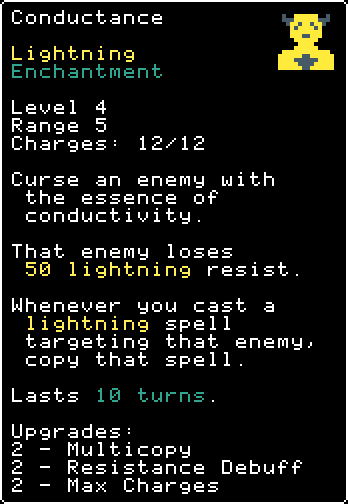 Conductance
Lightning
Enchantment
Level 4
Range 5
Charges: 12/12
Curse an enemy with
the essence of
conductivity.
That enemy loses
50 lightning resist.
Whenever you cast a
lightning spell
targeting that enemy,
copy that spell.
Lasts 10 turns.
Upgrades:
2 - Multicopy
2 - Resistance Debuff
2 - Max Charges